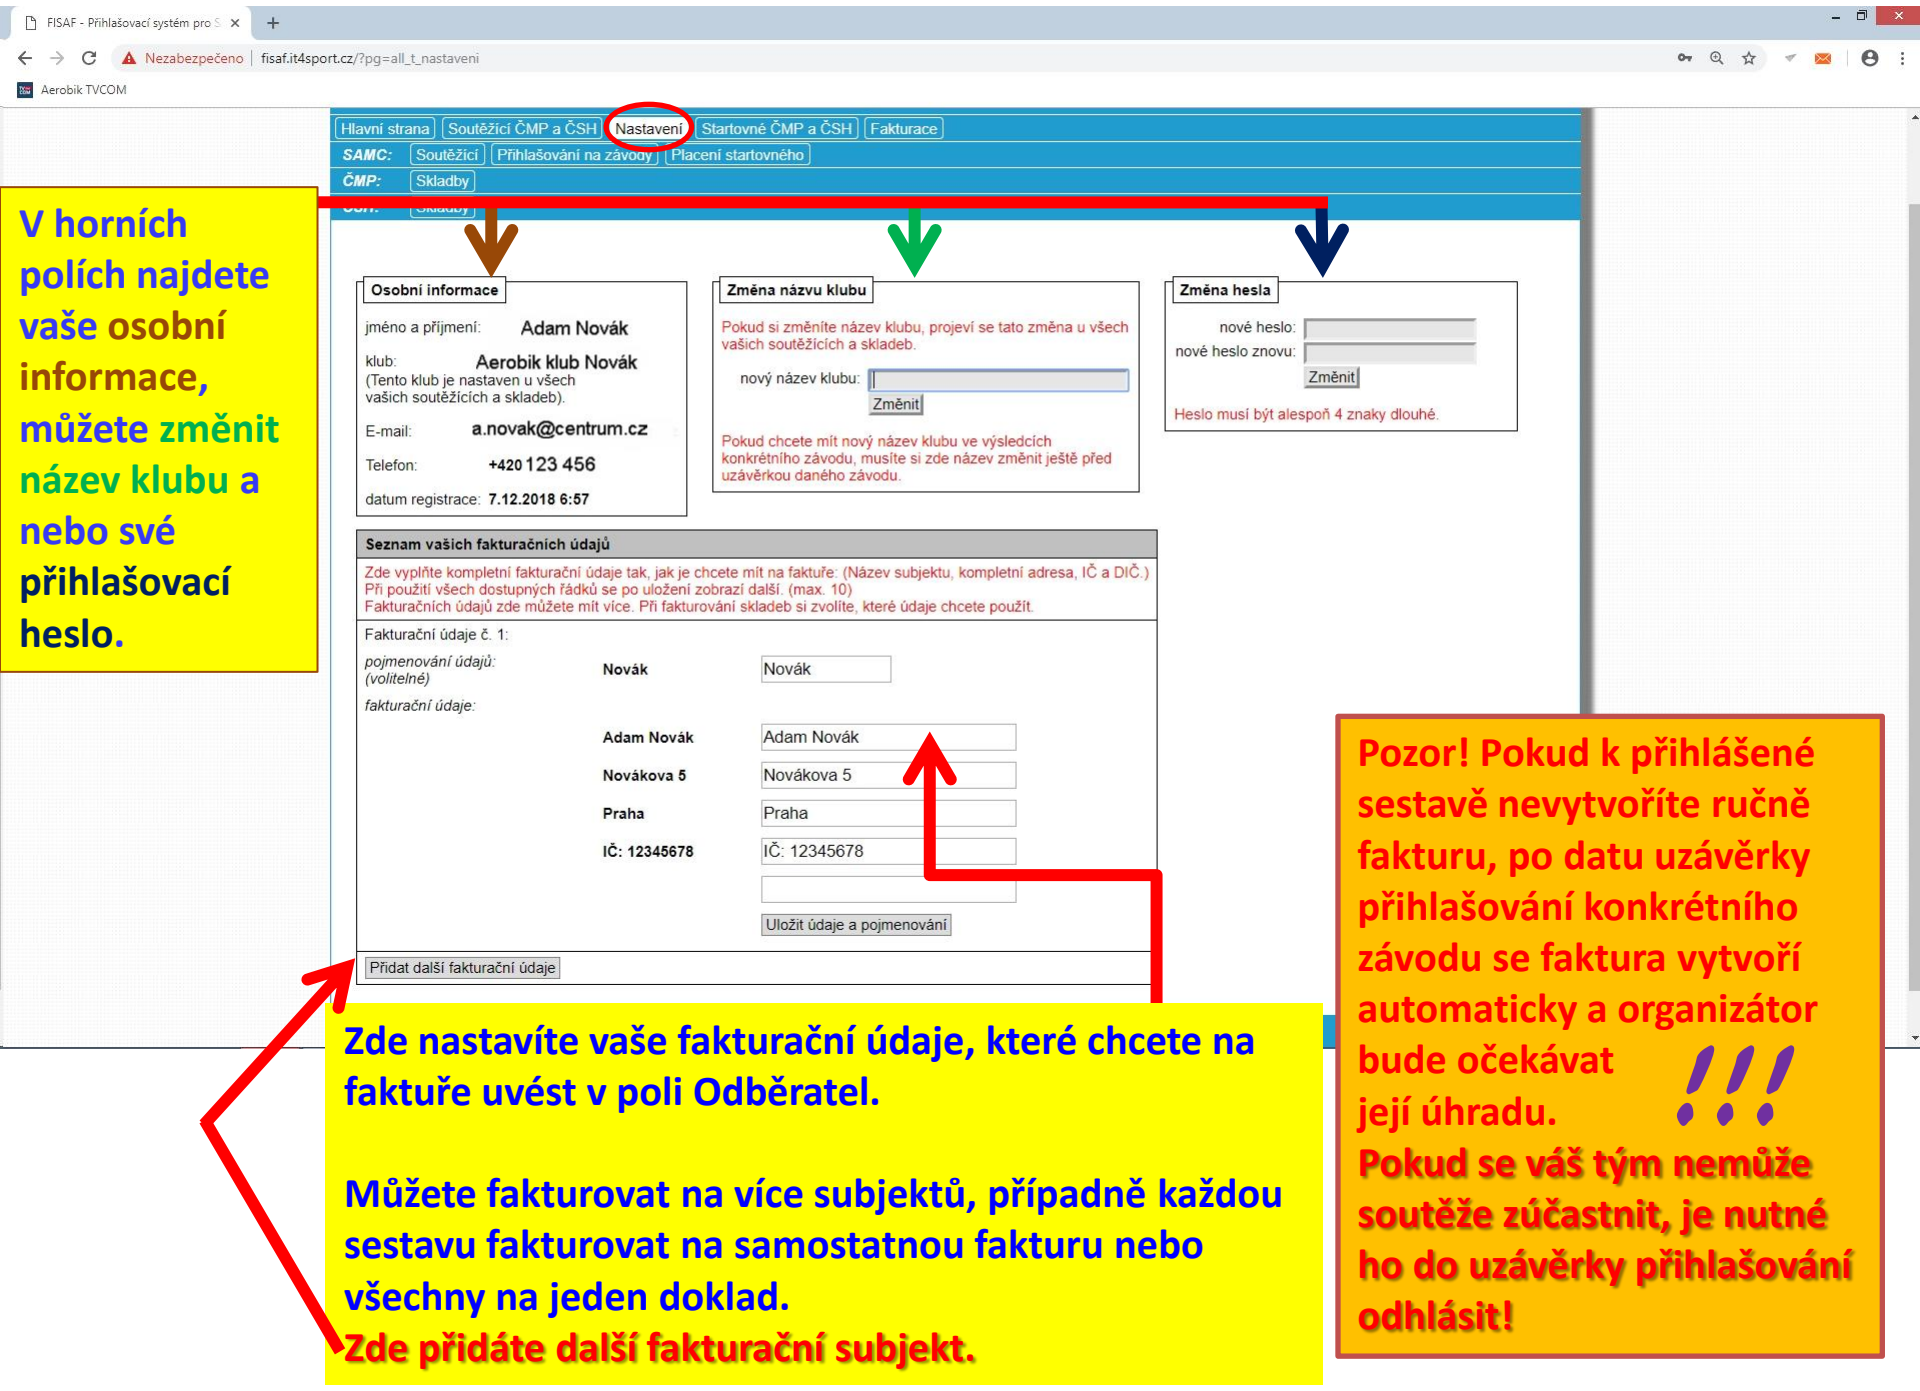 FISAF - Přihlašovací systém pro S
Nezabezpečeno | fisaf.it4sport.cz/?pg=all_t_nastaveni
Aerobik TVCOM
Hlavní strana Soutěžící ČMP a ČSH Nastavení Startovné ČMP a ČSH Fakturace
SAMC: Soutěžící Přihlašování na závody Placení startovného
ČMP: Skladby
ČSH: Skladby
V horních
polích najdete
vaše osobní
informace,
můžete změnit
název klubu a
nebo své
přihlašovací
heslo.
Osobní informace
jméno a příjmení: Adam Novák
klub: Aerobik klub Novák
(Tento klub je nastaven u všech
vašich soutěžících a skladeb).
E-mail: a.novak@centrum.cz
Telefon: +420 123 456
datum registrace: 7.12.2018 6:57
Změna názvu klubu
Pokud si změníte název klubu, projeví se tato změna u všech
vašich soutěžících a skladeb.
nový název klubu:
Změnit
Pokud chcete mít nový název klubu ve výsledcích
konkrétního závodu, musíte si zde název změnit ještě před
uzávěrkou daného závodu.
Změna hesla
nové heslo:
nové heslo znovu:
Změnit
Heslo musí být alespoň 4 znaky dlouhé.
Seznam vašich fakturačních údajů
Zde vyplňte kompletní fakturační údaje tak, jak je chcete mít na faktuře: (Název subjektu, kompletní adresa, IČ a DIČ.)
Při použití všech dostupných řádků se po uložení zobrazí další. (max. 10)
Fakturačních údajů zde můžete mít více. Při fakturování skladeb si zvolíte, které údaje chcete použít.
Fakturační údaje č. 1:
pojmenování údajů:
(volitelné)
Novák Novák
fakturační údaje:
Adam Novák Adam Novák
Novákova 5 Novákova 5
Praha Praha
IČ: 12345678 IČ: 12345678
Uložit údaje a pojmenování
Přidat další fakturační údaje
Zde nastavíte vaše fakturační údaje, které chcete na
faktuře uvést v poli Odběratel.
Můžete fakturovat na více subjektů, případně každou
sestavu fakturovat na samostatnou fakturu nebo
všechny na jeden doklad.
Zde přidáte další fakturační subjekt.
Pozor! Pokud k přihlášené
sestavě nevytvoříte ručně
fakturu, po datu uzávěrky
přihlašování konkrétního
závodu se faktura vytvoří
automaticky a organizátor
bude očekávat
její úhradu.
!!!
Pokud se váš tým nemůže
soutěže zúčastnit, je nutné
ho do uzávěrky přihlašování
odhlásit!